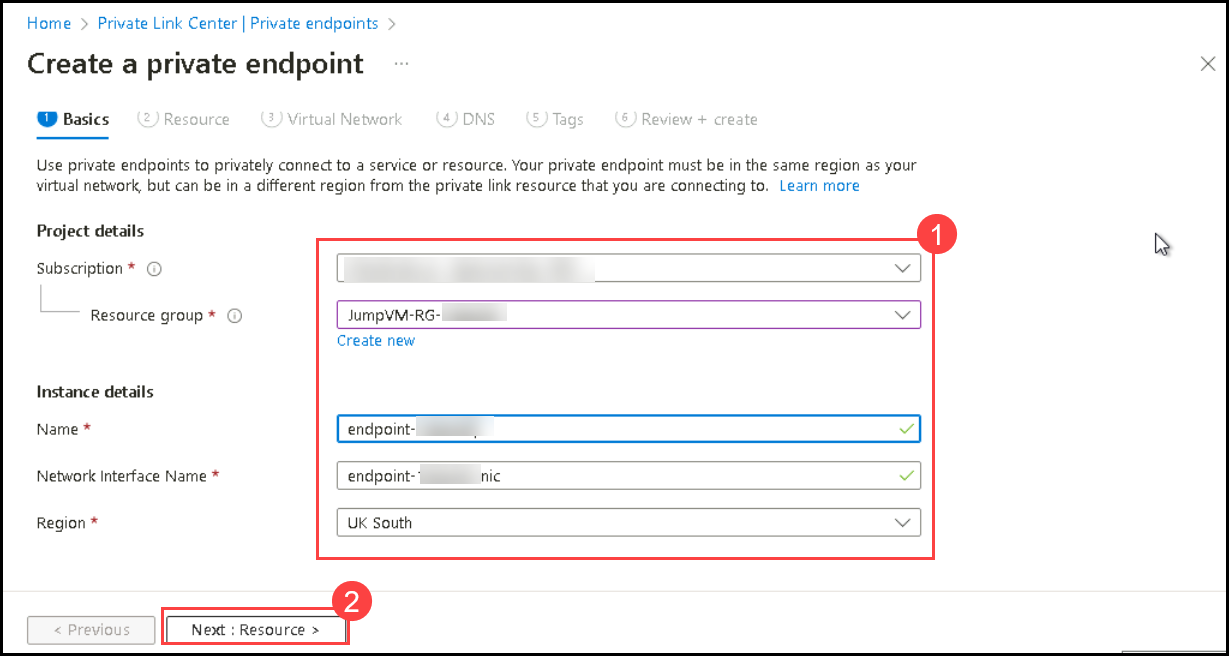 Home > Private Link Center | Private endpoints >
Create a private endpoint ...
1 Basics 2 Resource 3 Virtual Network 4 DNS 5 Tags 6 Review + create
Use private endpoints to privately connect to a service or resource. Your private endpoint must be in the same region as your
virtual network, but can be in a different region from the private link resource that you are connecting to. Learn more
Project details
1
Subscription *
Resource group * JumpVM-RG-
Create new
Instance details
Name * endpoint-
Network Interface Name * endpoint- nic
Region * UK South
2
< Previous Next : Resource >